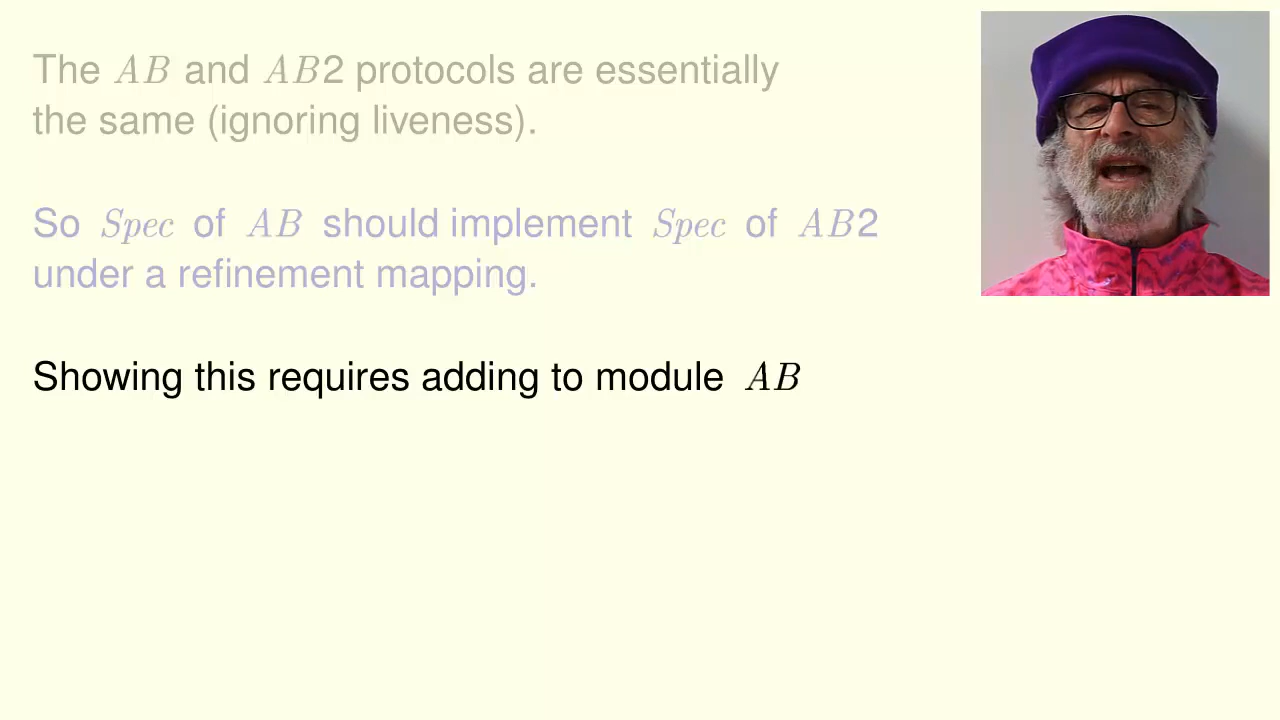 The AB and AB2 protocols are essentially
the same (ignoring liveness).
So Spec of AB should implement Spec of AB2
under a refinement mapping.
Showing this requires adding to module AB